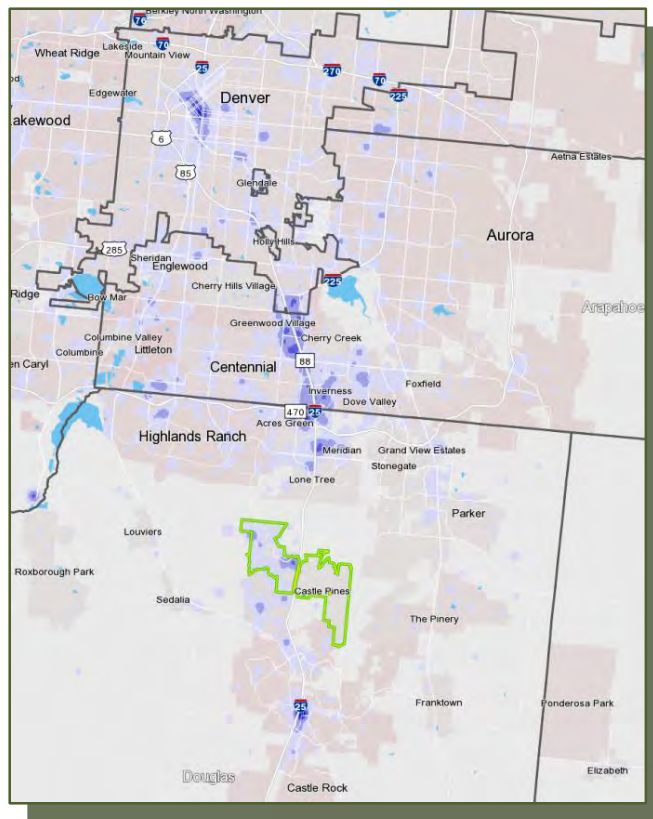 Berkley North Washington
76
Lakeside
70
Wheat Ridge
Mountain View
25
270
70
Edgewater
Denver
225
akewood
6
Aetna Estates
85
Glendale
Aurora
Holly Hills
285
Sheridan
Englewood
225
Cherry Hills Village
Ridge
Bow Mar
Arapahoe
Greenwood Village
Columbine Valley
Cherry Creek
Columbine
Littleton
88
en Caryl
Centennial
Foxfield
Inverness
Dove Valley
470
25
Acres Green
Highlands Ranch
Meridian
Grand View Estates
Stonegate
Lone Tree
Parker
Louviers
Roxborough Park
Castle Pines
Sedalia
The Pinery
Franktown
Ponderosa Park
25
Elizabeth
Douglas
Castle Rock